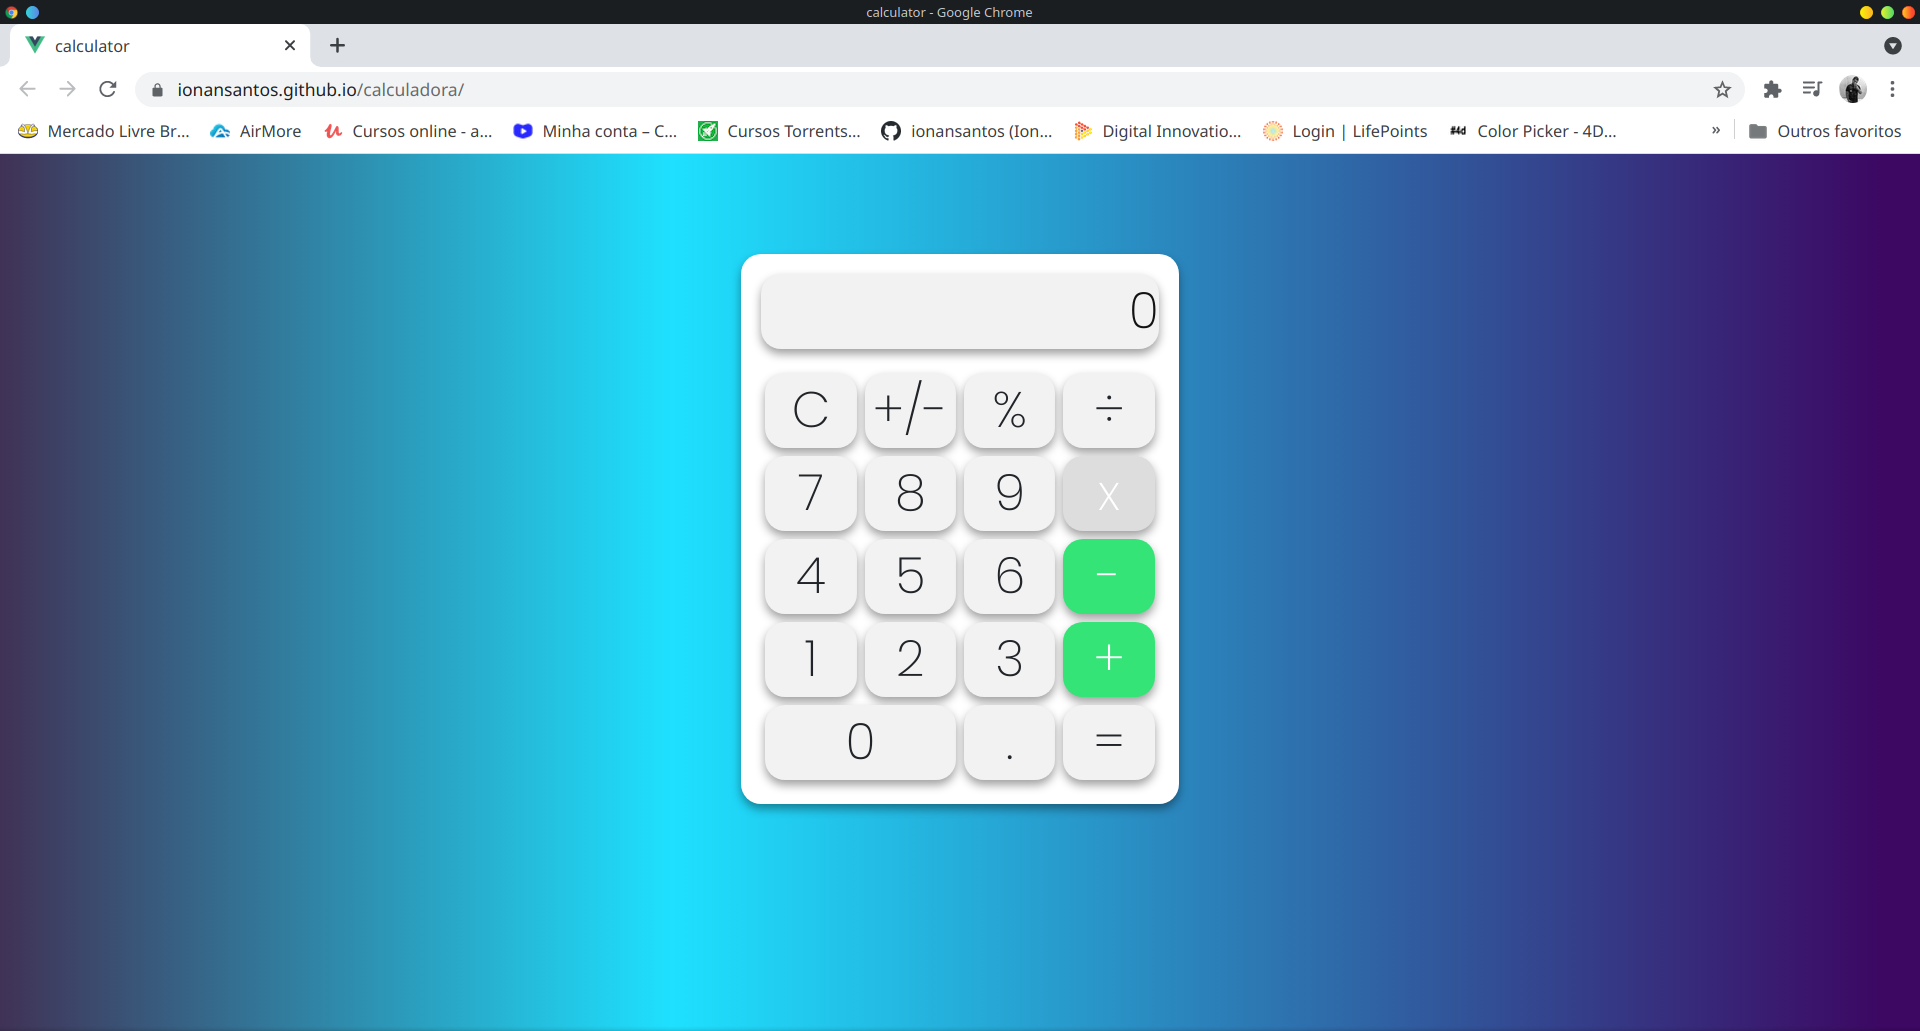 calculator - Google Chrome
calculator
ionansantos.github.io/calculadora/
Mercado Livre Br... AirMore Cursos online - a... Minha conta – C... Cursos Torrents... ionansantos (Ion... Digital Innovatio... Login | LifePoints #4d Color Picker - 4D... » Outros favoritos
0
C +/- % ÷
7 8 9 x
4 5 6 -
1 2 3 +
0 . =